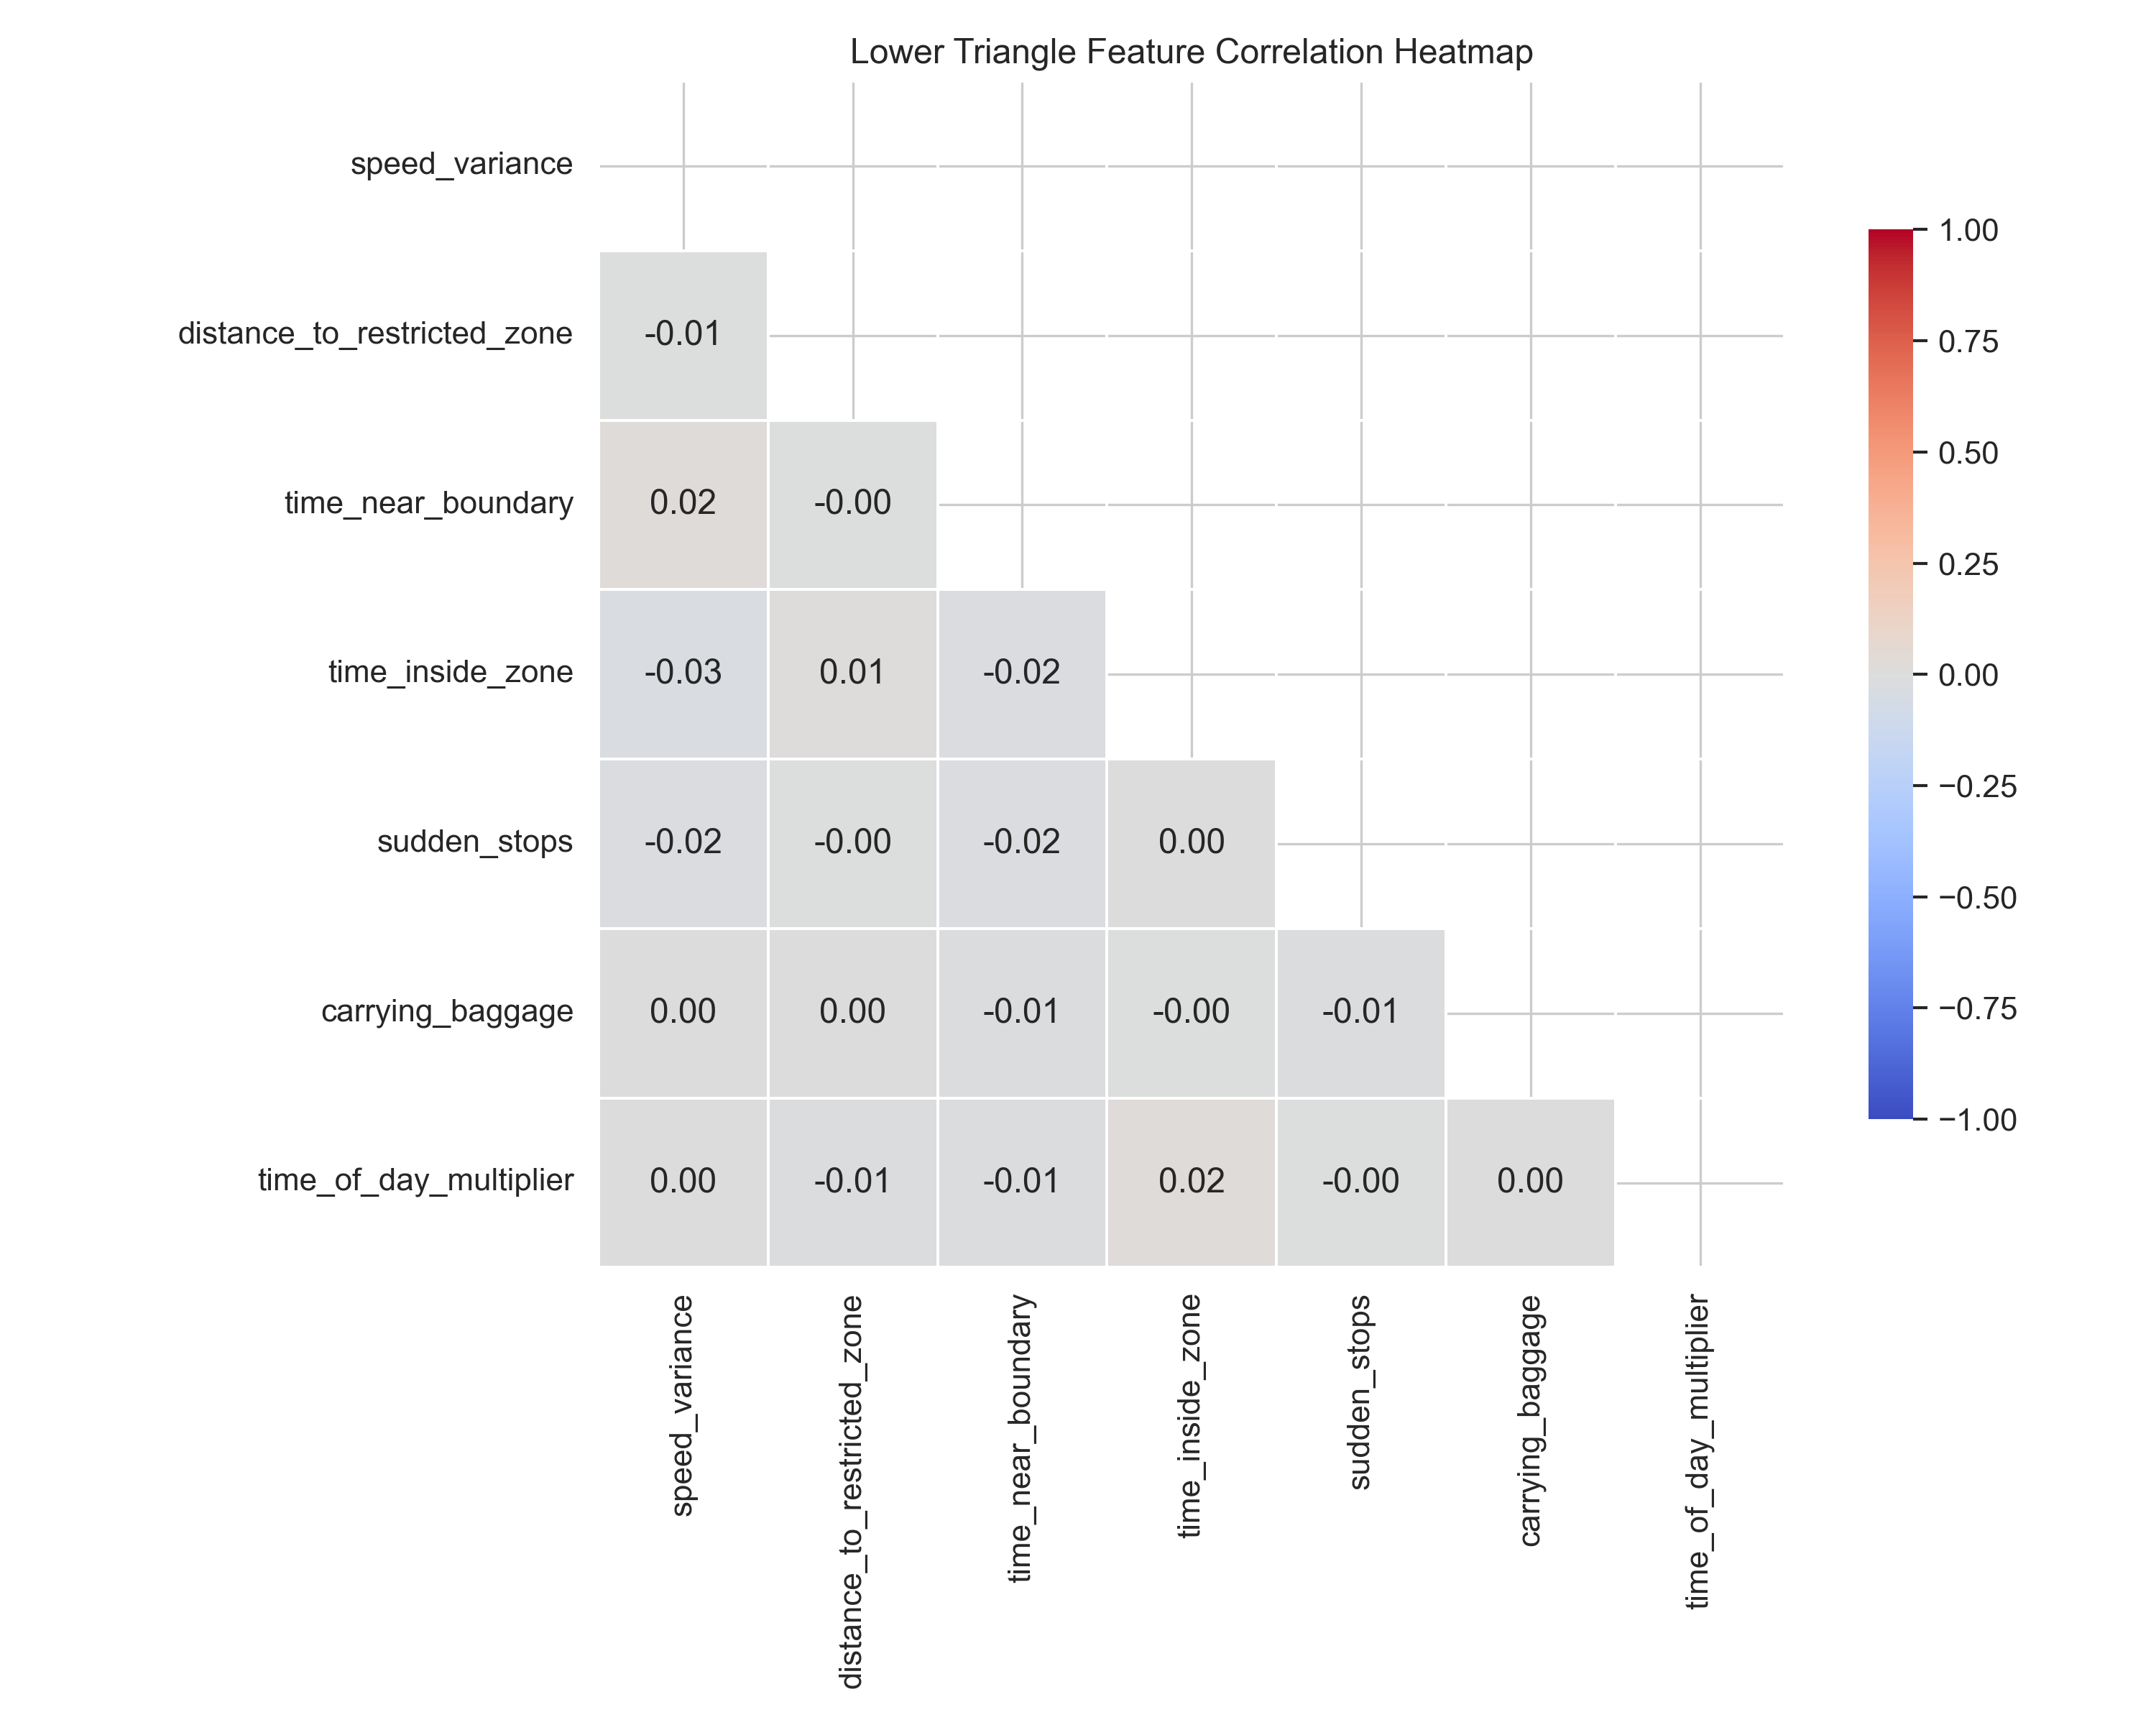 Lower Triangle Feature Correlation Heatmap
speed_variance
distance_to_restricted_zone
-0.01
time_near_boundary
0.02 -0.00
time_inside_zone
-0.03 0.01 -0.02
sudden_stops
-0.02 -0.00 -0.02 0.00
carrying_baggage
0.00 0.00 -0.01 -0.00 -0.01
time_of_day_multiplier
0.00 -0.01 -0.01 0.02 -0.00 0.00
speed_variance
distance_to_restricted_zone
time_near_boundary
time_inside_zone
sudden_stops
carrying_baggage
time_of_day_multiplier
1.00
0.75
0.50
0.25
0.00
−0.25
−0.50
−0.75
−1.00